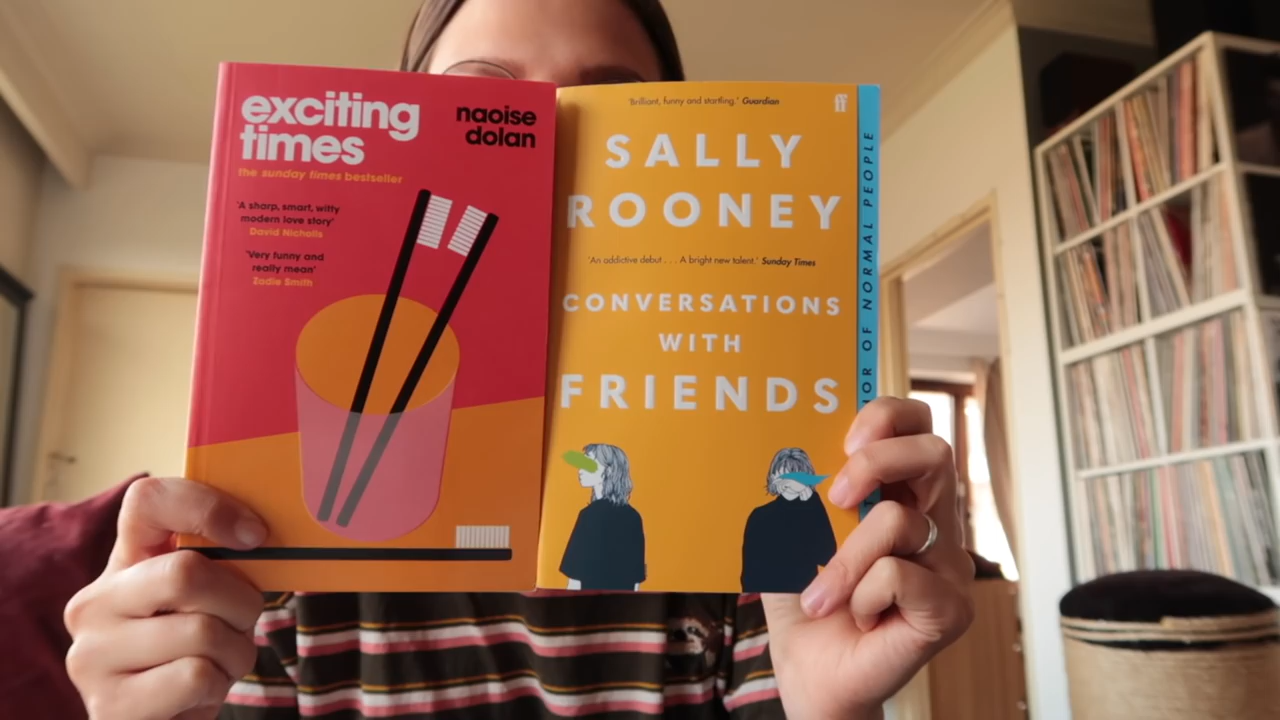 exciting
times
naoise
dolan
the sunday times bestseller
'A sharp, smart, witty
modern love story'
David Nicholls
'Very funny and
really mean'
Zadie Smith
'Brilliant, funny and startling.' Guardian
ff
SALLY
ROONEY
'An addictive debut . . . A bright new talent.' Sunday Times
CONVERSATIONS
WITH
FRIENDS
OF NORMAL PEOPLE